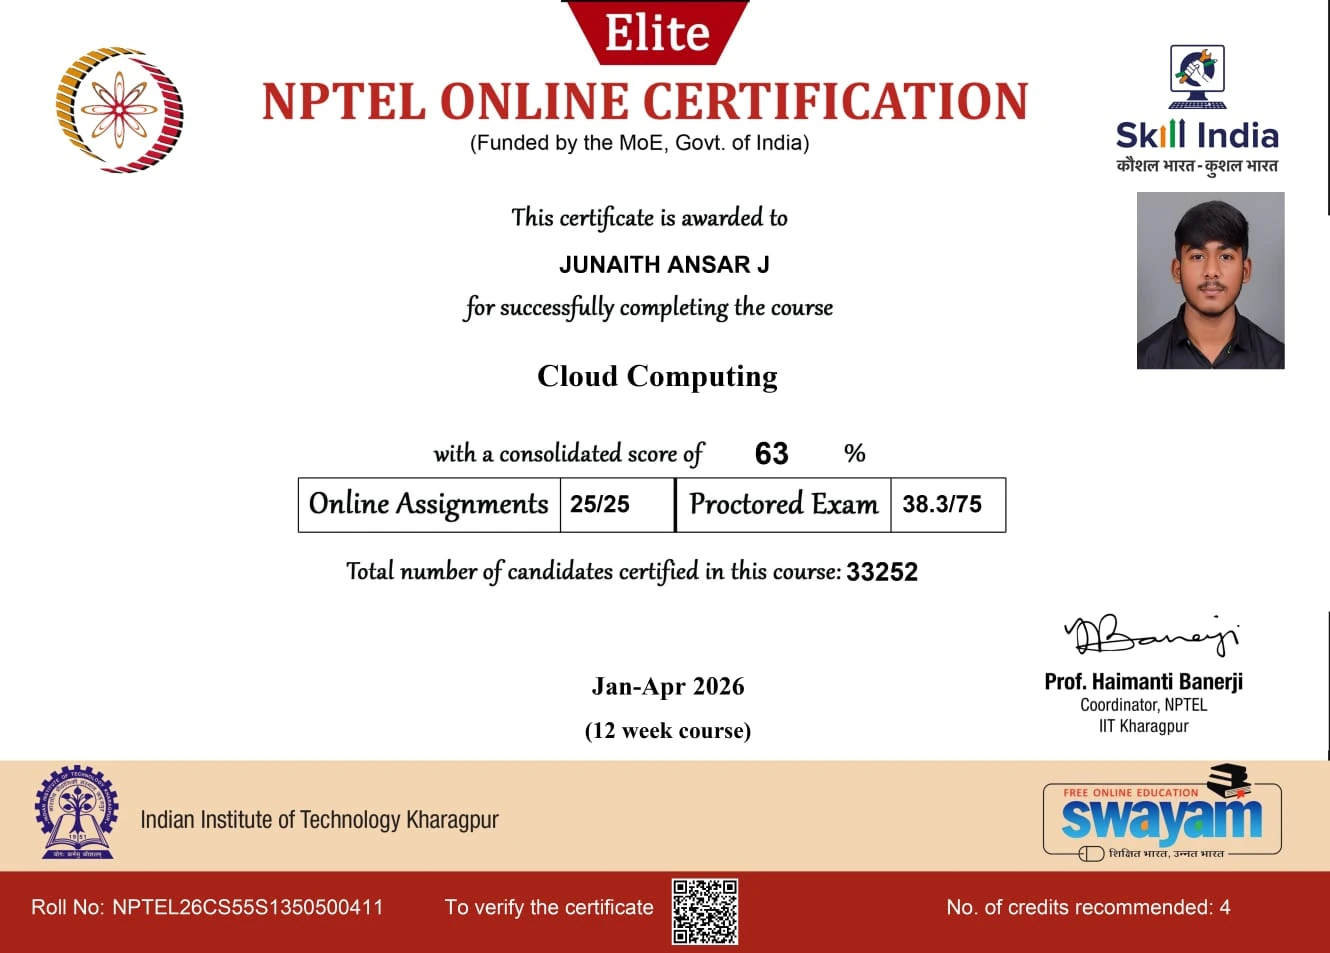 Elite
NPTEL ONLINE CERTIFICATION
(Funded by the MoE, Govt. of India)
Skill India
कौशल भारत - कुशल भारत
This certificate is awarded to
JUNAITH ANSAR J
for successfully completing the course
Cloud Computing
with a consolidated score of 63 %
Online Assignments 25/25 Proctored Exam 38.3/75
Total number of candidates certified in this course: 33252
Jan-Apr 2026
(12 week course)
Prof. Haimanti Banerji
Coordinator, NPTEL
IIT Kharagpur
Indian Institute of Technology Kharagpur
1951
FREE ONLINE EDUCATION
swayam
शिक्षित भारत, उन्नत भारत
Roll No: NPTEL26CS55S1350500411
To verify the certificate
No. of credits recommended: 4